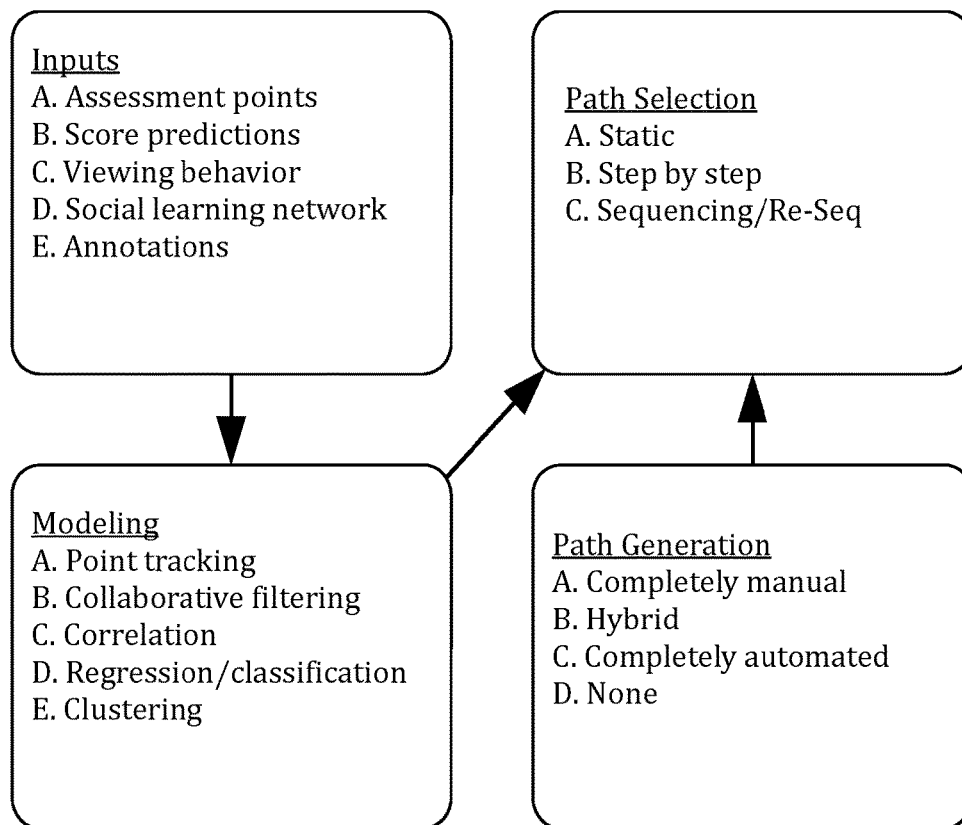 Inputs
A. Assessment points
B. Score predictions
C. Viewing behavior
D. Social learning network
E. Annotations
Path Selection
A. Static
B. Step by step
C. Sequencing/Re-Seq
Modeling
A. Point tracking
B. Collaborative filtering
C. Correlation
D. Regression/classification
E. Clustering
Path Generation
A. Completely manual
B. Hybrid
C. Completely automated
D. None